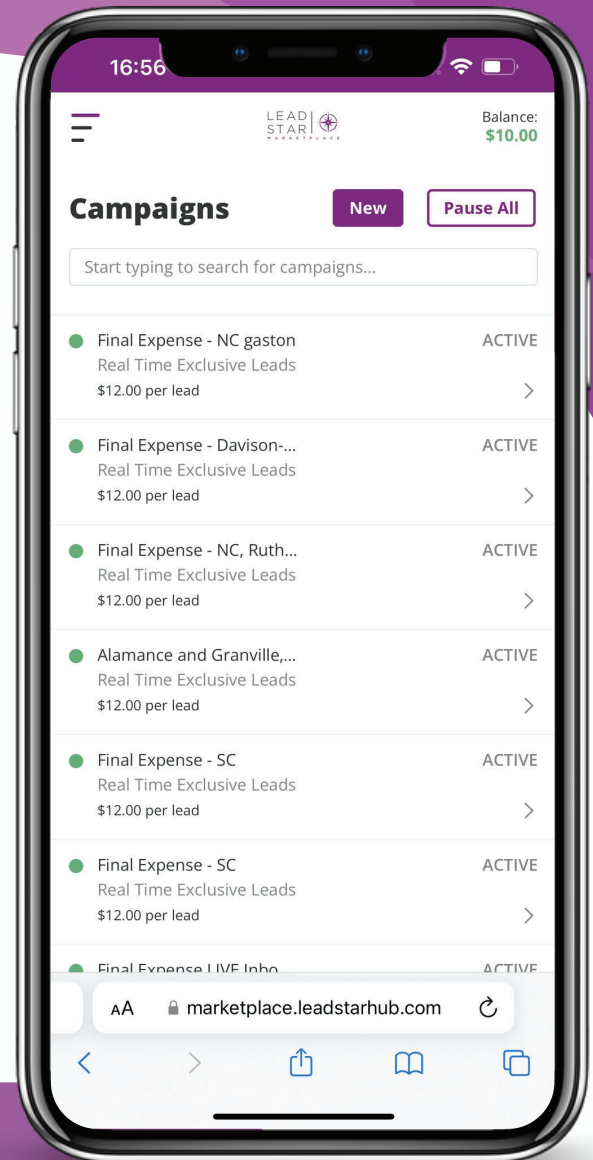 16:56
LEAD
STAR
MARKETPLACE
Balance:
$10.00
Campaigns
New
Pause All
Start typing to search for campaigns...
Final Expense - NC gaston
ACTIVE
Real Time Exclusive Leads
$12.00 per lead
Final Expense - Davison-...
ACTIVE
Real Time Exclusive Leads
$12.00 per lead
Final Expense - NC, Ruth...
ACTIVE
Real Time Exclusive Leads
$12.00 per lead
Alamance and Granville,...
ACTIVE
Real Time Exclusive Leads
$12.00 per lead
Final Expense - SC
ACTIVE
Real Time Exclusive Leads
$12.00 per lead
Final Expense - SC
ACTIVE
Real Time Exclusive Leads
$12.00 per lead
Final Expense LIVE Inbo
ACTIVE
AA
marketplace.leadstarhub.com